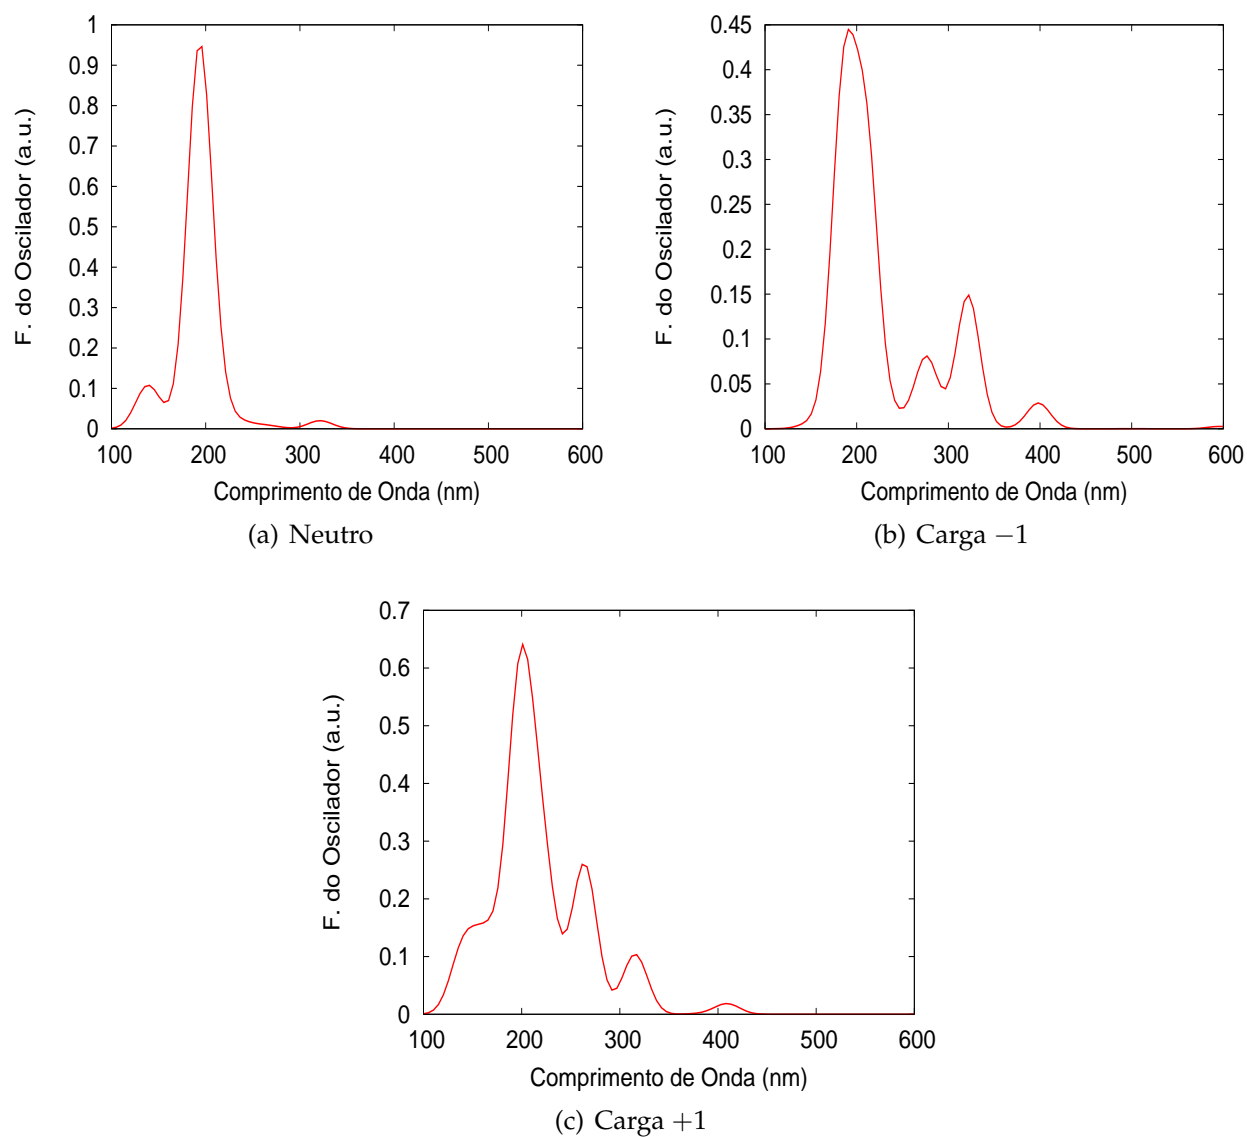 F. do Oscilador (a.u.)
1
0.9
0.8
0.7
0.6
0.5
0.4
0.3
0.2
0.1
0
100 200 300 400 500 600
Comprimento de Onda (nm)
(a) Neutro
F. do Oscilador (a.u.)
0.45
0.4
0.35
0.3
0.25
0.2
0.15
0.1
0.05
0
100 200 300 400 500 600
Comprimento de Onda (nm)
(b) Carga −1
F. do Oscilador (a.u.)
0.7
0.6
0.5
0.4
0.3
0.2
0.1
0
100 200 300 400 500 600
Comprimento de Onda (nm)
(c) Carga +1